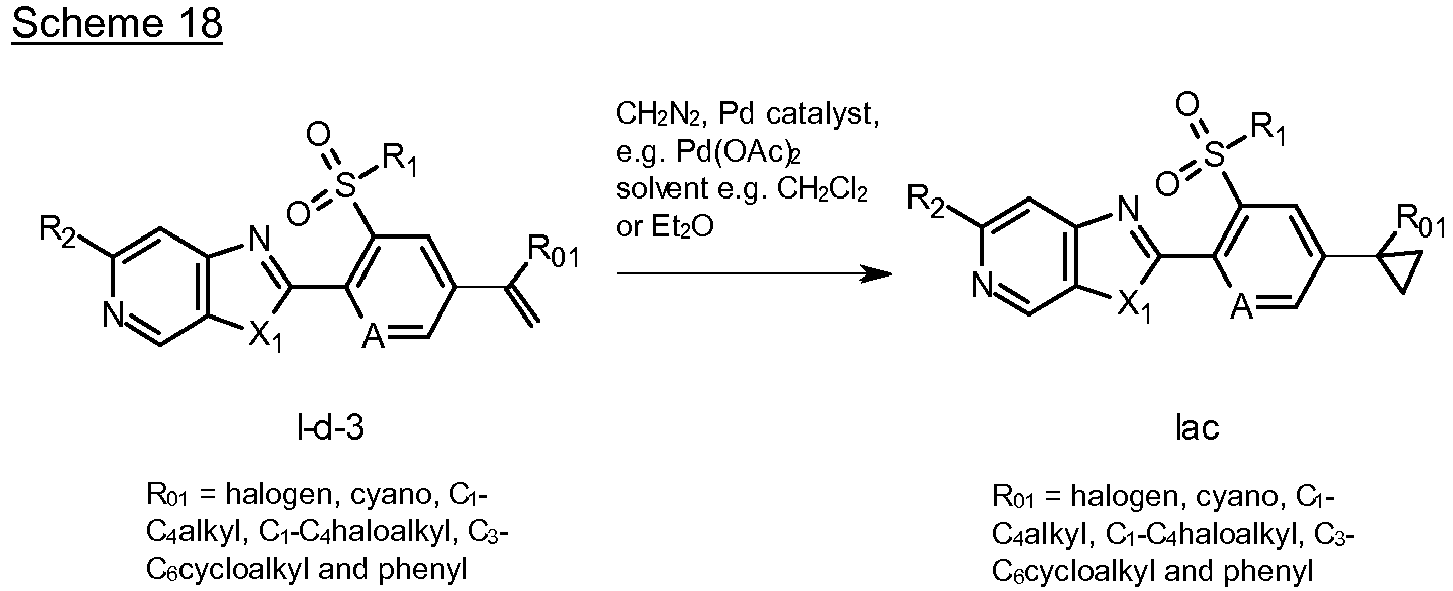 Scheme 18
CH2N2, Pd catalyst,
e.g. Pd(OAc)2
solvent e.g. CH2Cl2
or Et2O
O
S
R1
O
R2
N
N
X1
A
R01
O
S
R1
O
R2
N
N
X1
A
R01
I-d-3
Iac
R01 = halogen, cyano, C1-
C4alkyl, C1-C4haloalkyl, C3-
C6cycloalkyl and phenyl
R01 = halogen, cyano, C1-
C4alkyl, C1-C4haloalkyl, C3-
C6cycloalkyl and phenyl